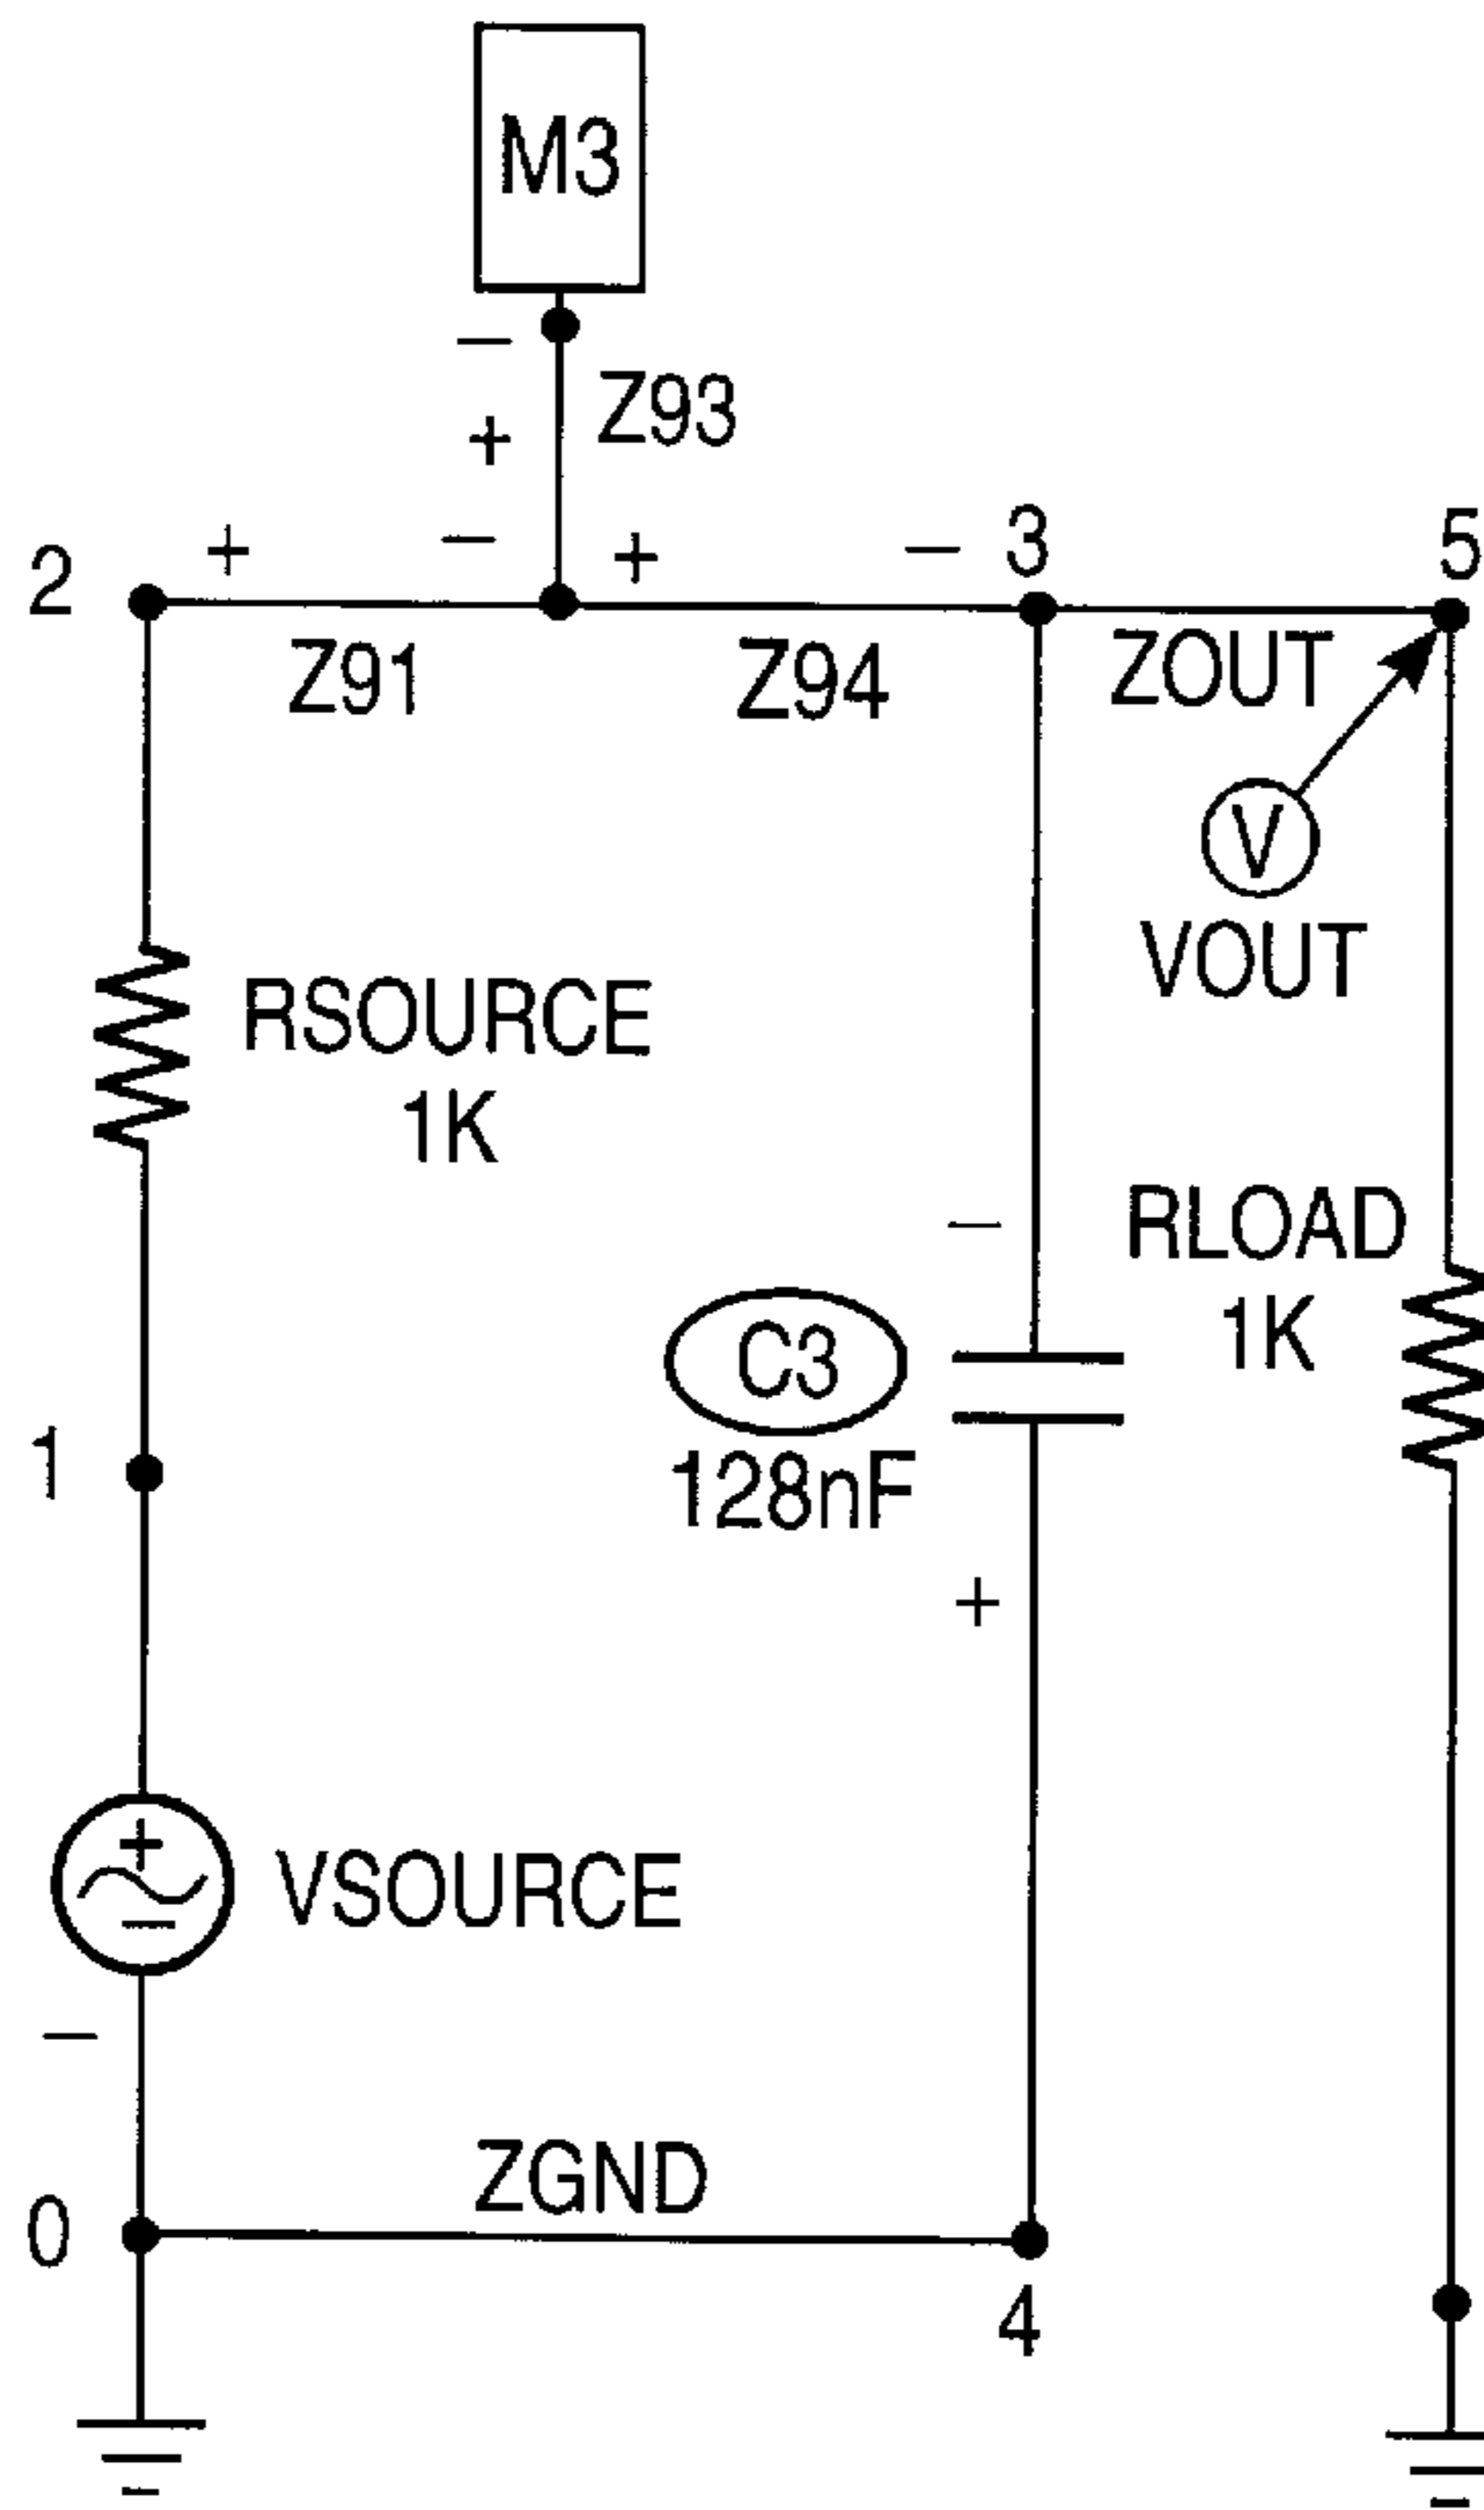 M3
−
Z93
+
2
+
−
+
−
3
5
Z91
Z94
ZOUT
V
VOUT
RSOURCE
1K
−
RLOAD
1K
C3
128nF
1
+
+
VSOURCE
−
−
ZGND
0
4